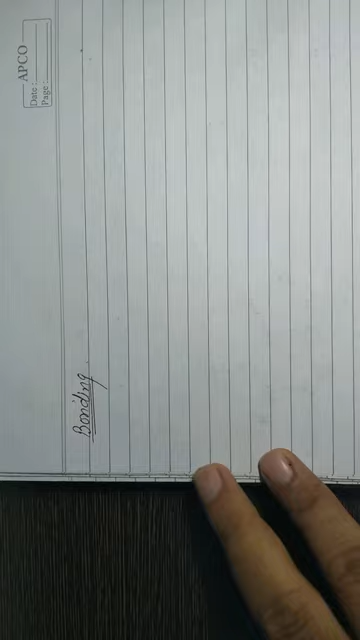 APCO
Date :
Page :
Bonding